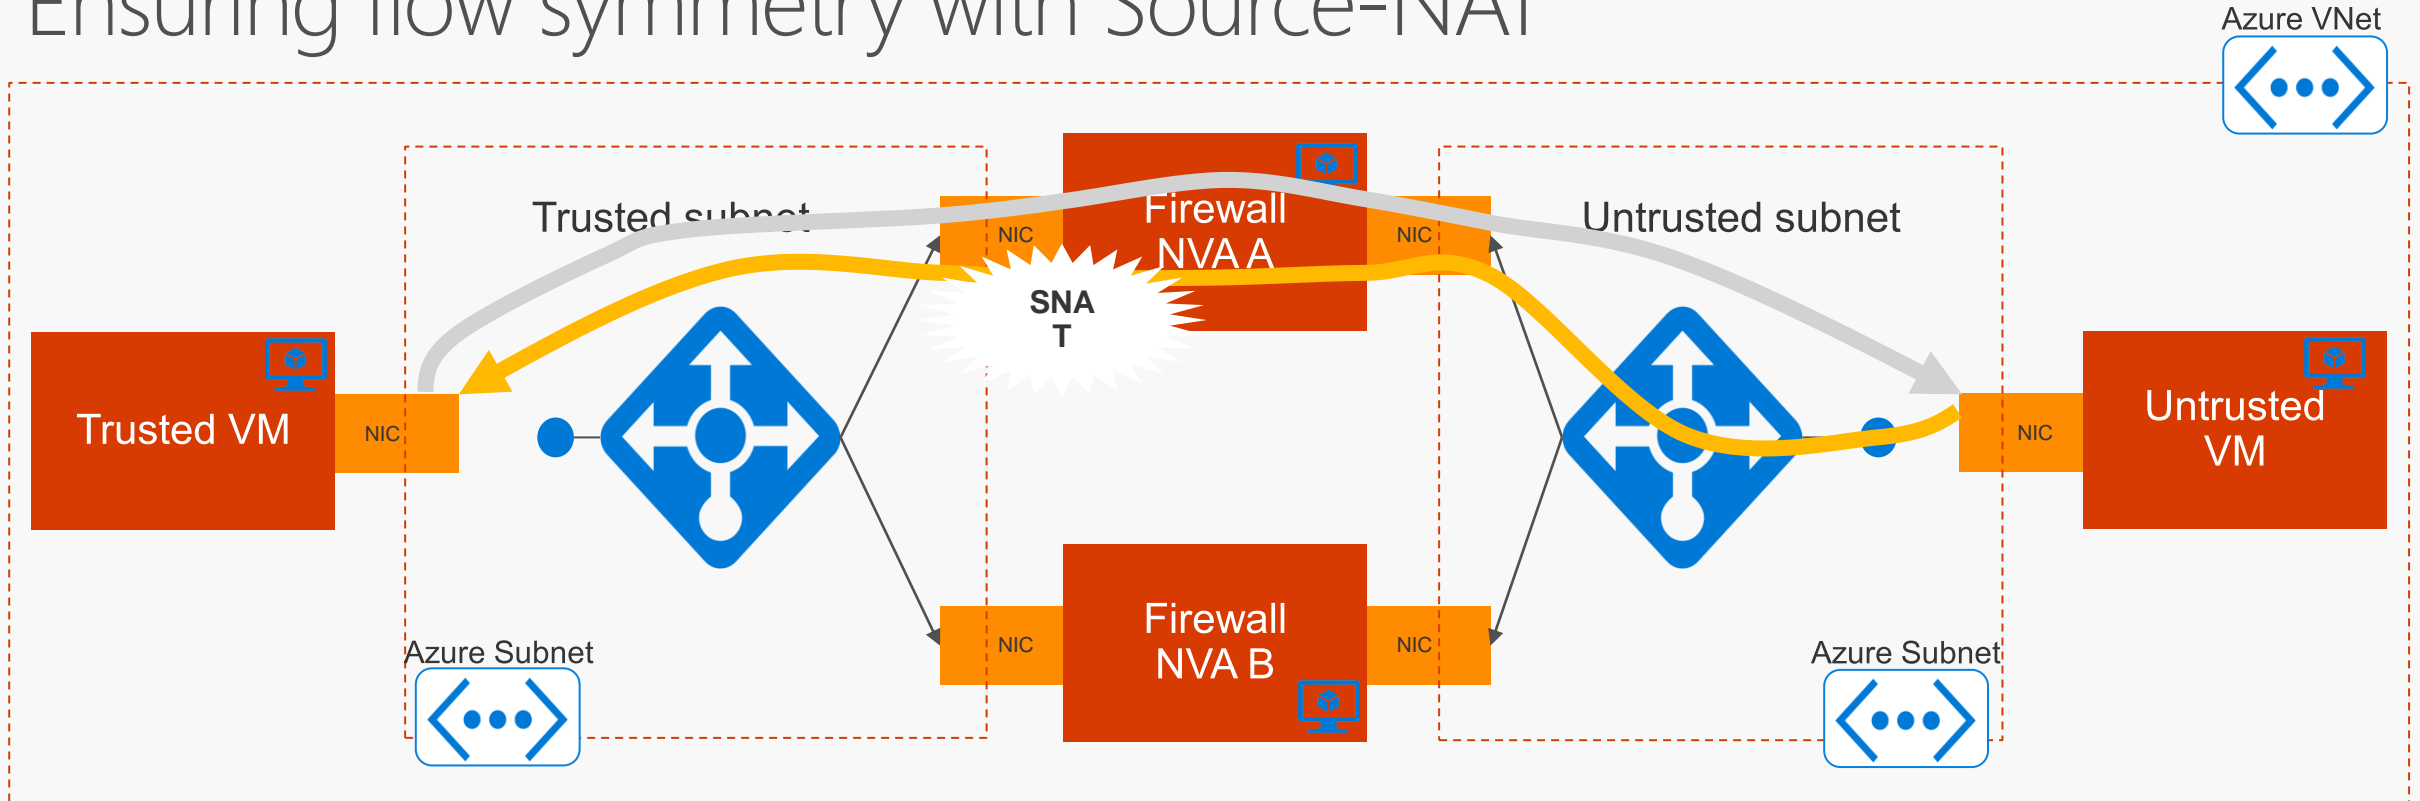 Ensuring flow symmetry with Source-NAT
Azure VNet
Trusted subnet
Firewall
NVA A
Untrusted subnet
NIC
NIC
SNA
T
Trusted VM
NIC
Untrusted
VM
NIC
Firewall
NVA B
NIC
NIC
Azure Subnet
Azure Subnet